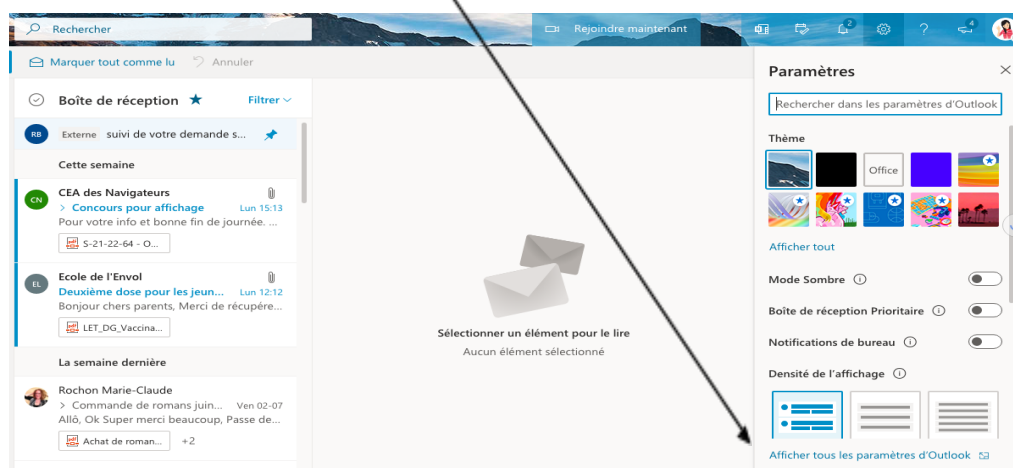 Rechercher
Rejoindre maintenant
2
?
4
Marquer tout comme lu
Annuler
Boîte de réception
Filtrer
RB
Externe
suivi de votre demande s...
Cette semaine
CN
CEA des Navigateurs
> Concours pour affichage
Lun 15:13
Pour votre info et bonne fin de journée. ...
S-21-22-64 - O...
EL
Ecole de l'Envol
Deuxième dose pour les jeun...
Lun 12:12
Bonjour chers parents, Merci de récupére...
LET_DG_Vaccina...
La semaine dernière
Rochon Marie-Claude
> Commande de romans juin...
Ven 02-07
Allô, Ok Super merci beaucoup, Passe de...
Achat de roman...
+2
Sélectionner un élément pour le lire
Aucun élément sélectionné
Paramètres
Rechercher dans les paramètres d'Outlook
Thème
Office
Afficher tout
Mode Sombre
Boîte de réception Prioritaire
Notifications de bureau
Densité de l'affichage
Afficher tous les paramètres d'Outlook